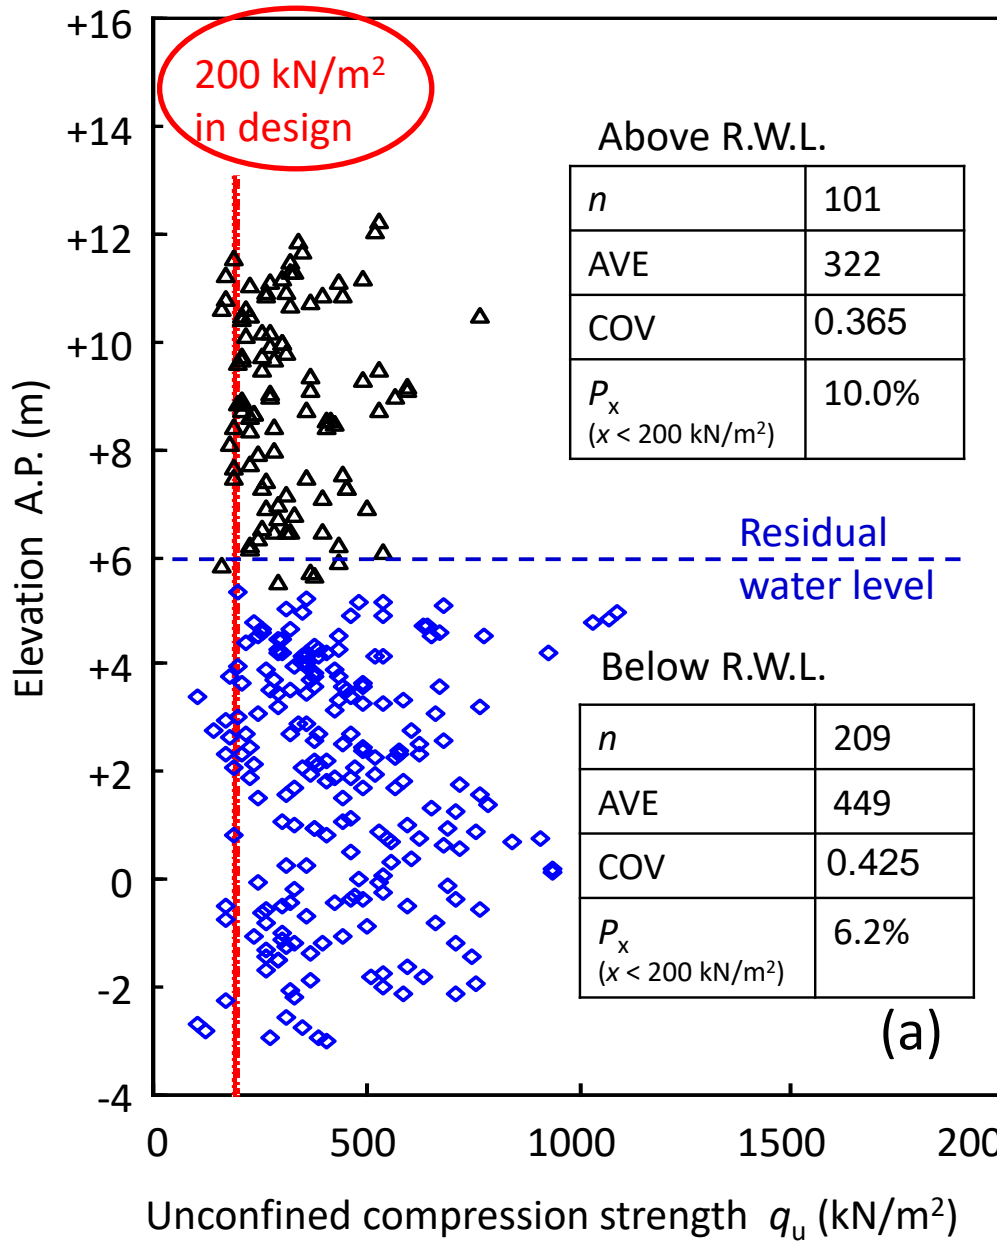 +16
+14
+12
+10
+8
+6
+4
+2
0
-2
-4
Elevation A.P. (m)
200 kN/m²
in design
Above R.W.L.
n 101
AVE 322
COV 0.365
Px 10.0%
(x < 200 kN/m²)
Residual
water level
Below R.W.L.
n 209
AVE 449
COV 0.425
Px 6.2%
(x < 200 kN/m²)
(a)
0 500 1000 1500 200
Unconfined compression strength qu (kN/m²)